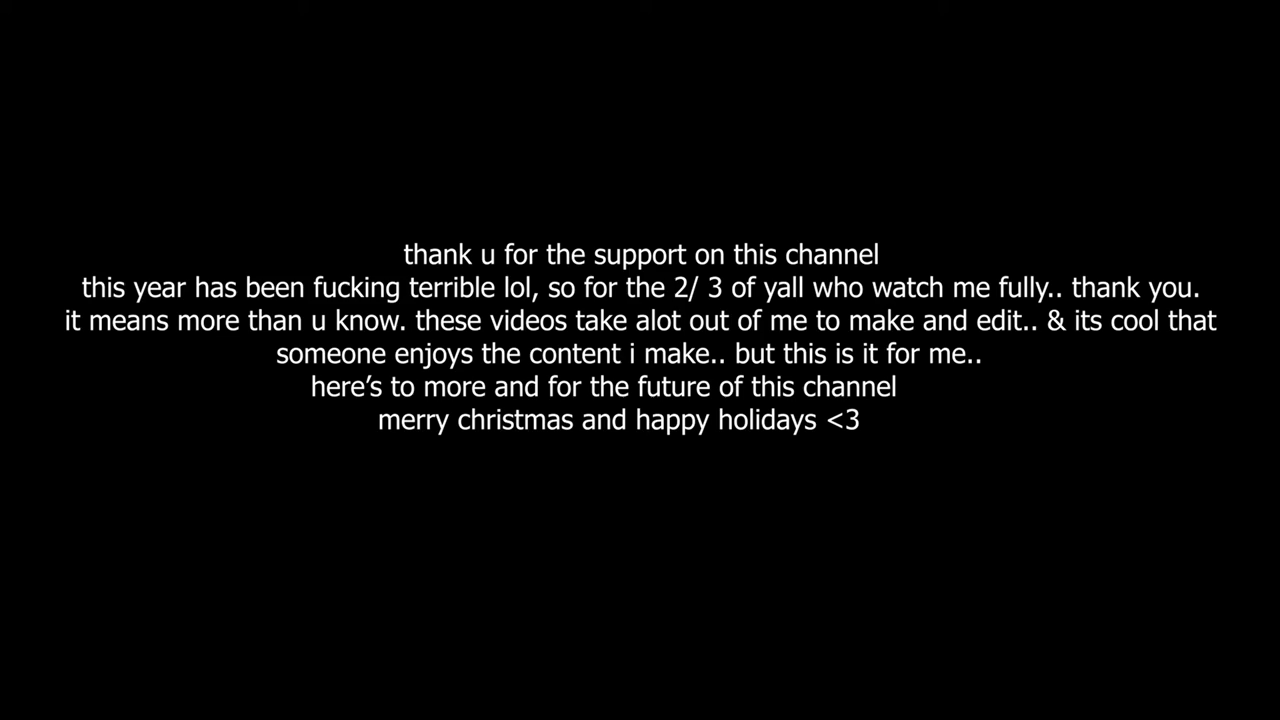 thank u for the support on this channel
this year has been fucking terrible lol, so for the 2/ 3 of yall who watch me fully.. thank you.
it means more than u know. these videos take alot out of me to make and edit.. & its cool that
someone enjoys the content i make.. but this is it for me..
here’s to more and for the future of this channel
merry christmas and happy holidays <3